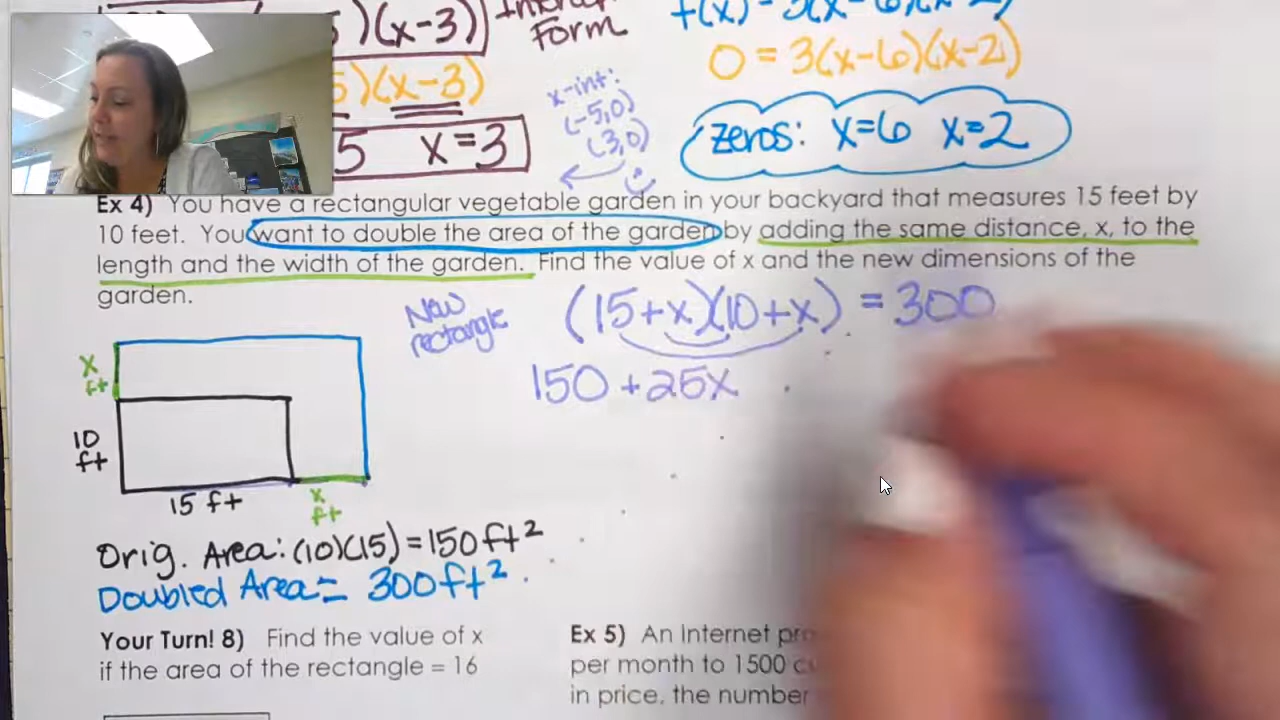 )(x-3)
Form
f(x)=3(x-6)(x-2)
5)(x-3)
0=3(x-6)(x-2)
x-int:
(-5,0)
(3,0)
5 x=3
zeros: x=6 x=2
Ex 4) You have a rectangular vegetable garden in your backyard that measures 15 feet by
10 feet. You want to double the area of the garden by adding the same distance, x, to the
length and the width of the garden. Find the value of x and the new dimensions of the
garden.
New
rectangle
(15+x)(10+x) =300
150+25x
x
ft
10
ft
15 ft
x
ft
Orig. Area: (10)(15)=150ft²
Doubled Area= 300ft².
Your Turn! 8) Find the value of x
if the area of the rectangle = 16
Ex 5) An Internet
per month to 1500
in price, the number